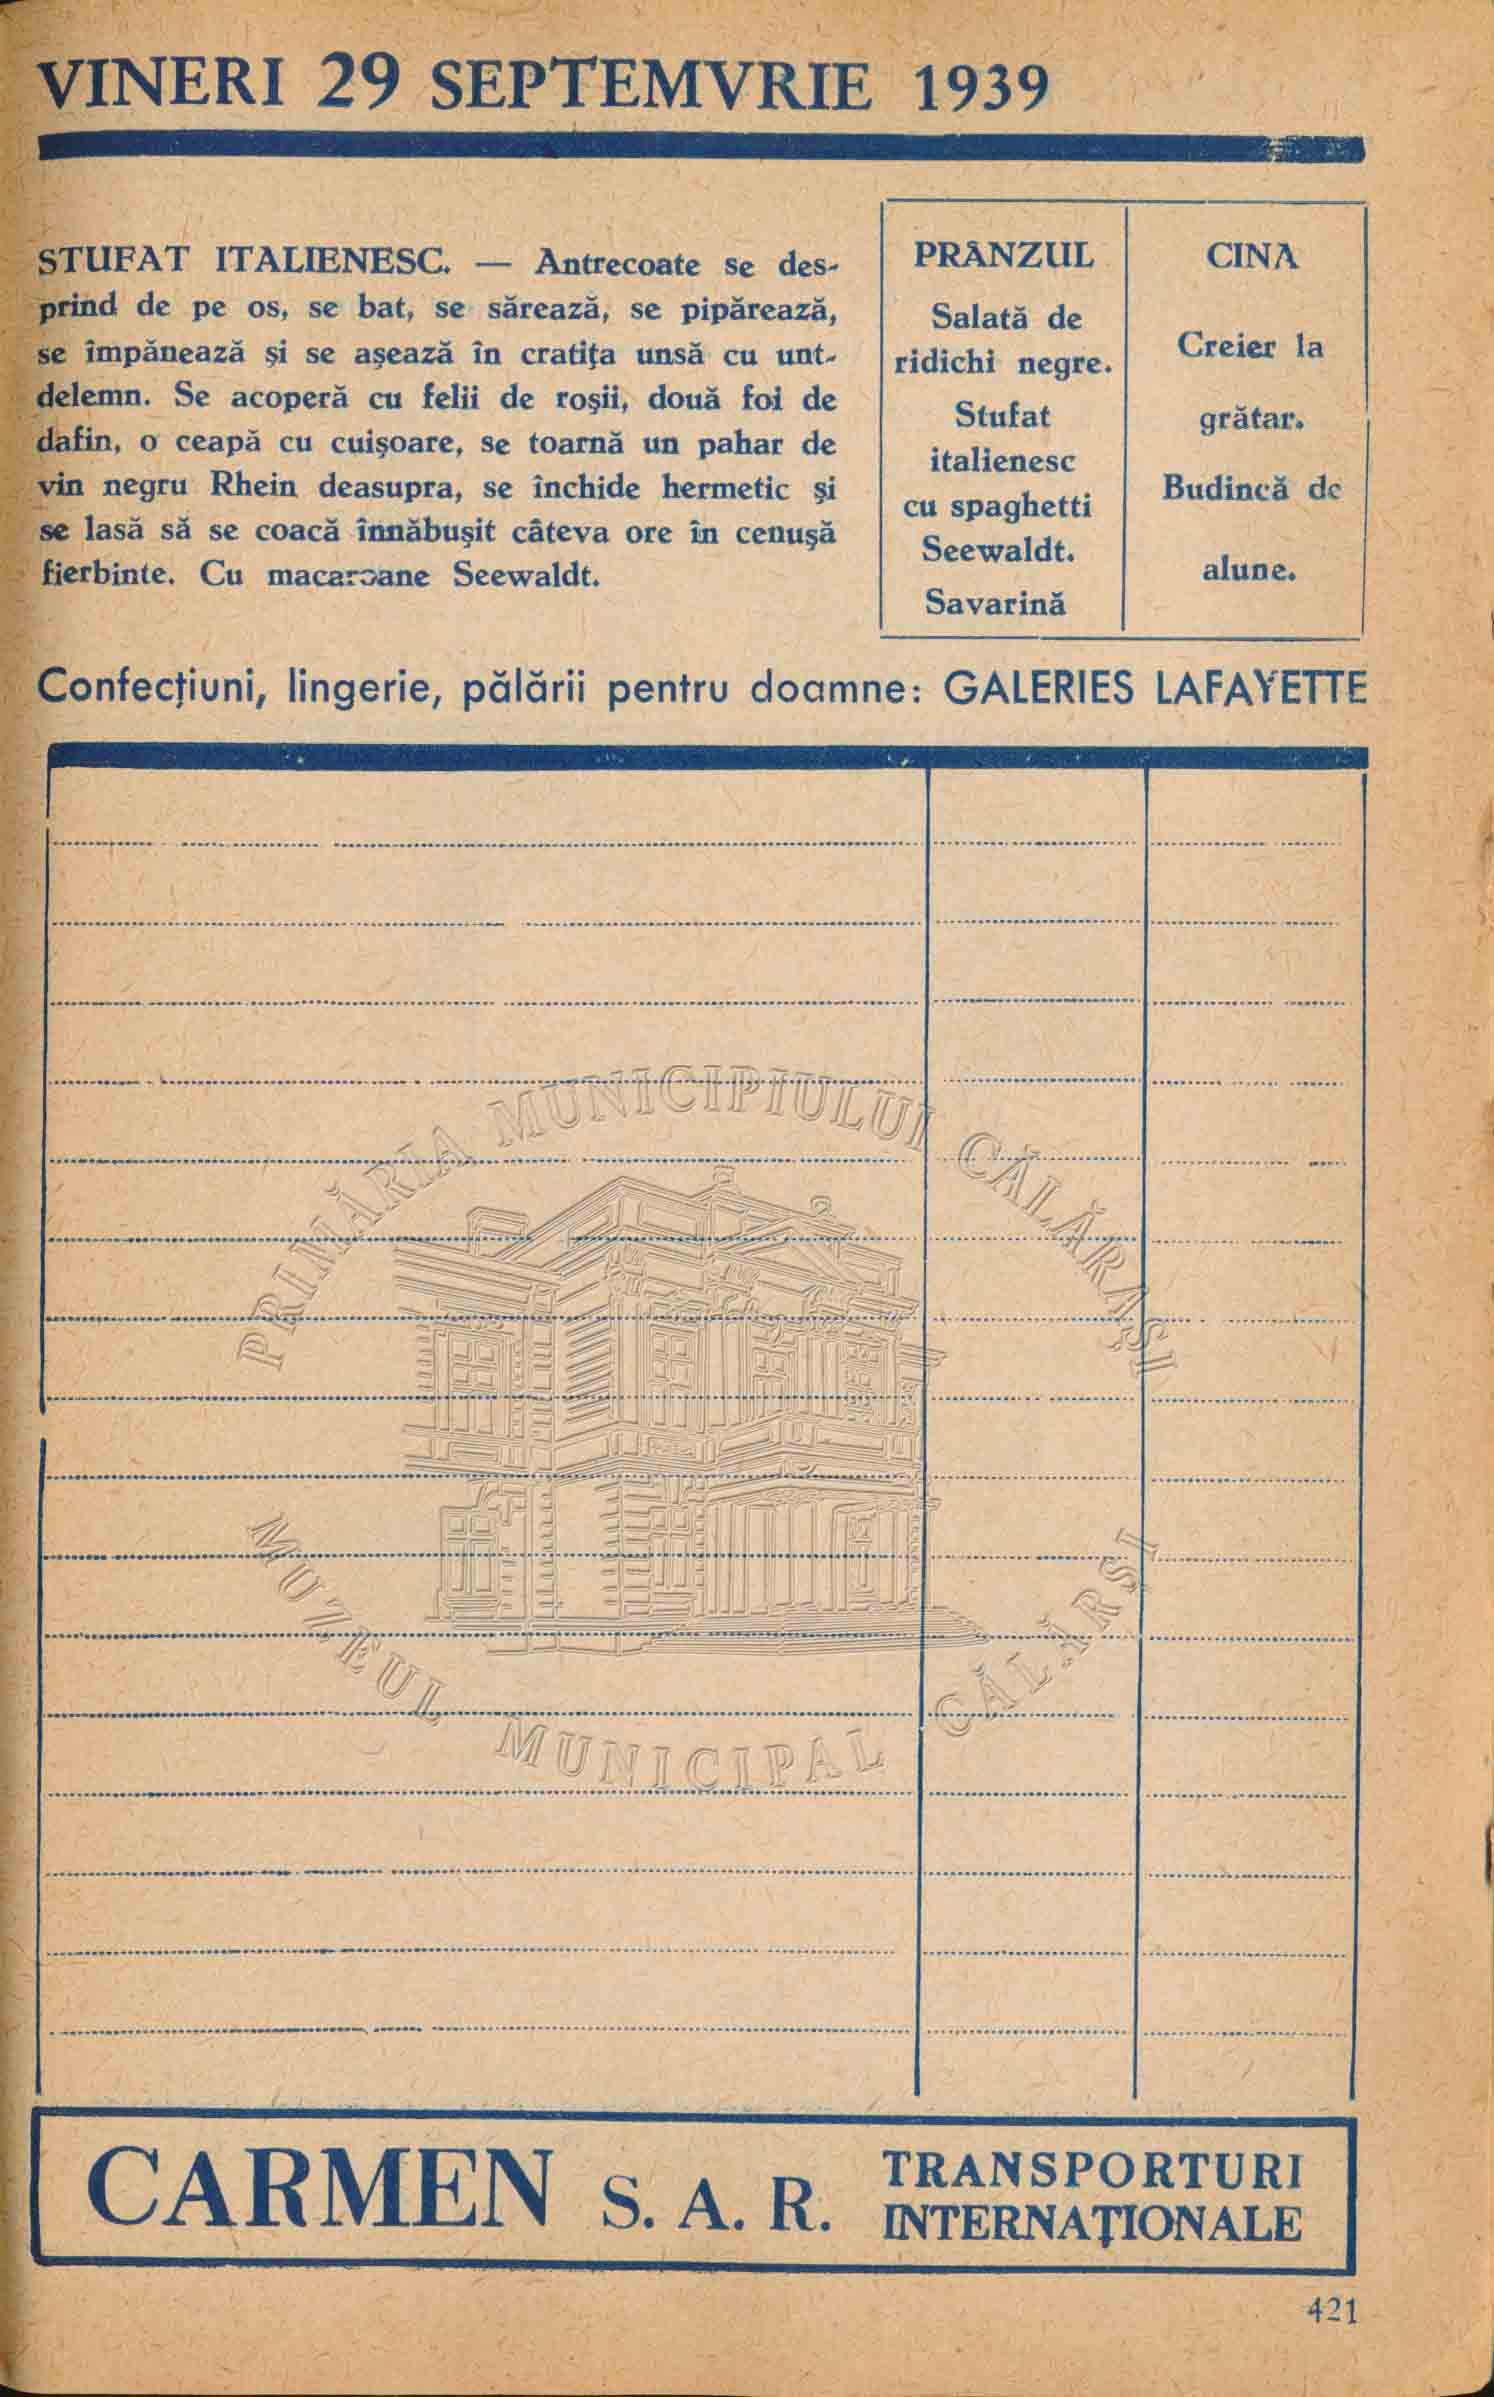 VINERI 29 SEPTEMVRIE 1939
STUFAT ITALIENESC. — Antrecoate se des-
prind de pe os, se bat, se sărează, se pipărează,
se împănează și se așează în cratița unsă cu unt-
delemn. Se acoperă cu felii de roșii, două foi de
dafin, o ceapă cu cuișoare, se toarnă un pahar de
vin negru Rhein deasupra, se închide hermetic și
se lasă să se coacă înnăbușit câteva ore în cenușă
fierbinte. Cu macaroane Seewaldt.
PRÂNZUL
Salată de
ridichi negre.
Stufat
italienesc
cu spaghetti
Seewaldt.
Savarină
CINA
Creier la
grătar.
Budincă de
alune.
Confecțiuni, lingerie, pălării pentru doamne: GALERIES LAFAYETTE
PRIMĂRIA MUNICIPIULUI CĂLĂRAȘI
MUZEUL MUNICIPAL CĂLĂRȘI
CARMEN S. A. R. TRANSPORTURI
INTERNAȚIONALE
421